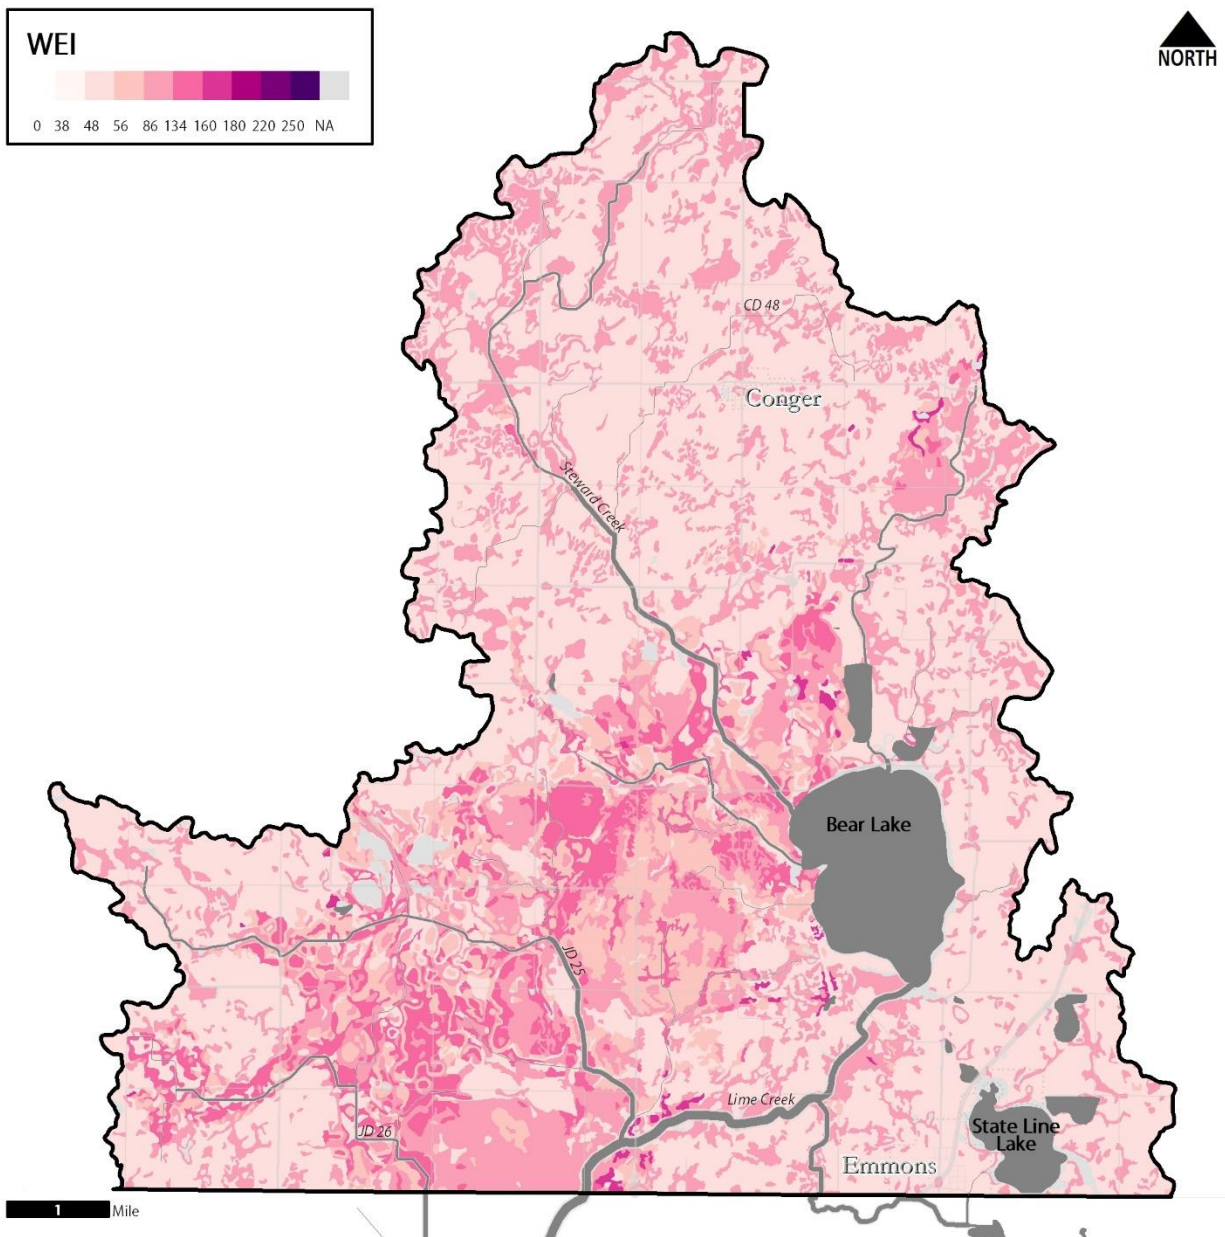 WEI
0 38 48 56 86 134 160 180 220 250 NA
NORTH
CD 48
Conger
Steward Creek
Bear Lake
JD 25
Lime Creek
JD 26
State Line
Lake
Emmons
1 Mile